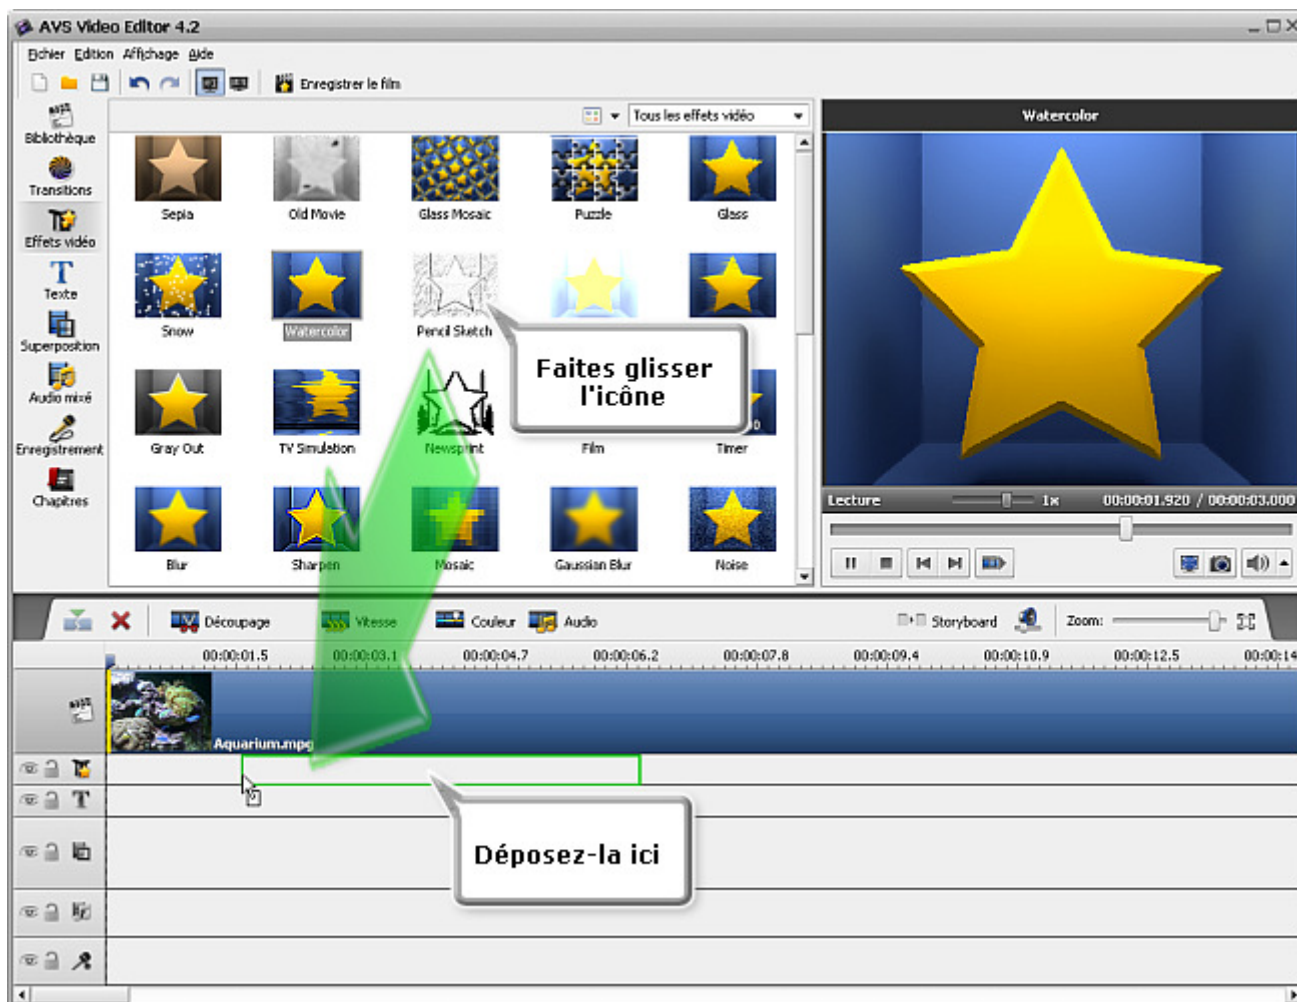 AVS Video Editor 4.2
Fichier Edition Affichage Aide
Enregistrer le film
Bibliothèque
Transitions
Effets vidéo
Texte
Superposition
Audio mixé
Enregistrement
Chapitres
Tous les effets vidéo
Sepia Old Movie Glass Mosaic Puzzle Glass
Snow Watercolor Pencil Sketch
Gray Out TV Simulation Newsprint Film Timer
Blur Sharpen Mosaic Gaussian Blur Noise
Faites glisser
l'icône
Watercolor
Lecture 1x 00:00:01.920 / 00:00:03.000
Découpage Vitesse Couleur Audio Storyboard Zoom:
00:00:01.5 00:00:03.1 00:00:04.7 00:00:06.2 00:00:07.8 00:00:09.4 00:00:10.9 00:00:12.5 00:00:14
Aquarium.mpg
Déposez-la ici